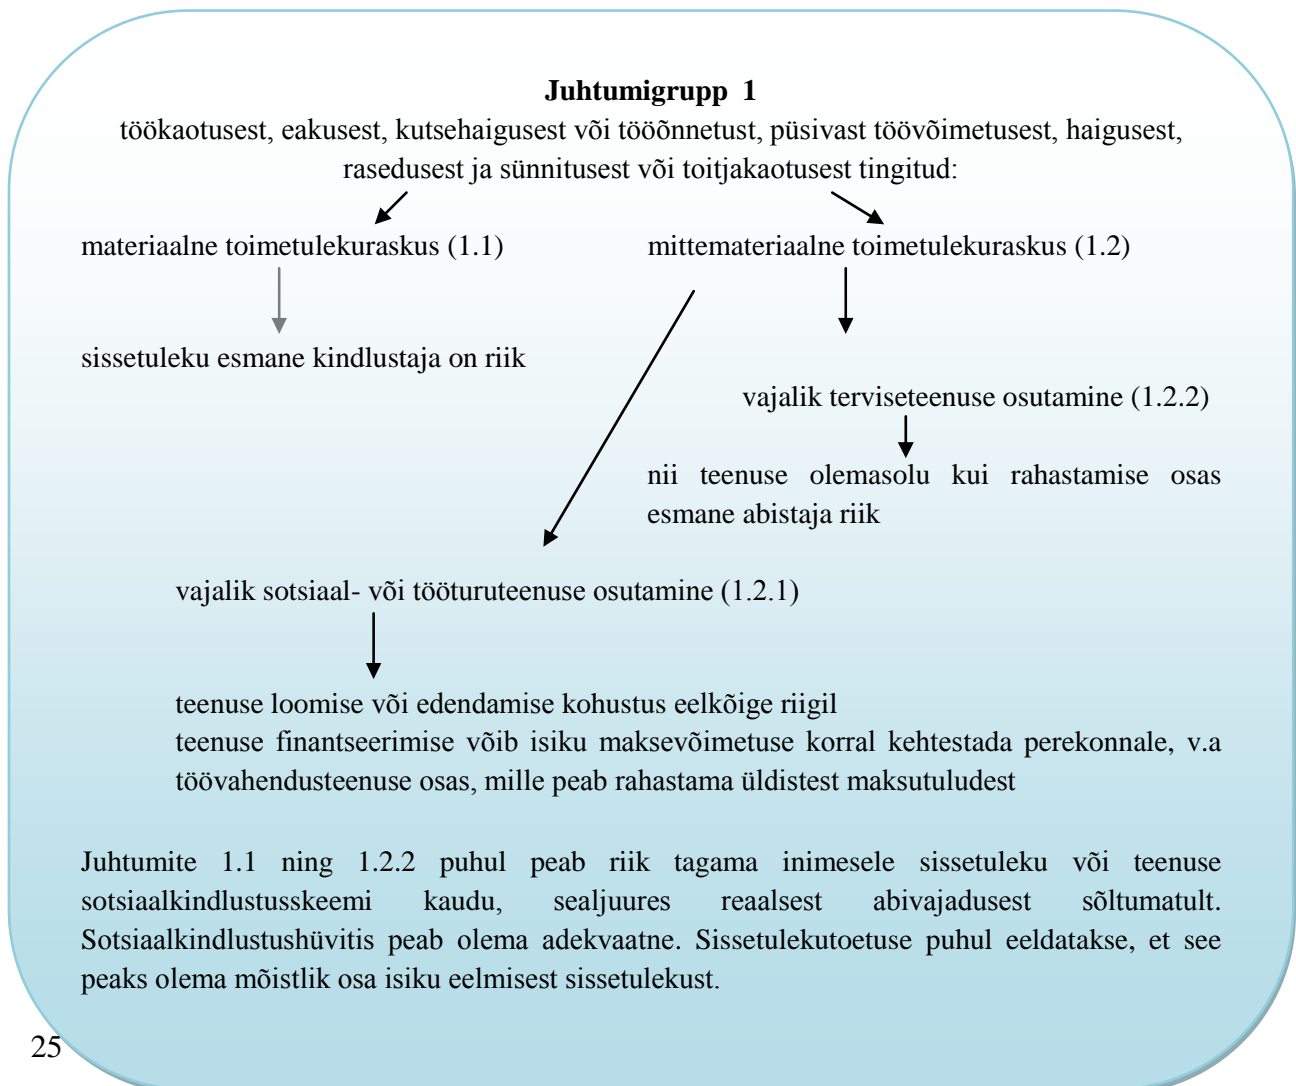 Juhtumigrupp 1
töökaotusest, eakusest, kutsehaigusest või tööõnnetust, püsivast töövõimetusest, haigusest,
rasedusest ja sünnitusest või toitjakaotusest tingitud:
materiaalne toimetulekuraskus (1.1)
mittemateriaalne toimetulekuraskus (1.2)
sissetuleku esmane kindlustaja on riik
vajalik terviseteenuse osutamine (1.2.2)
nii teenuse olemasolu kui rahastamise osas
esmane abistaja riik
vajalik sotsiaal- või tööturuteenuse osutamine (1.2.1)
teenuse loomise või edendamise kohustus eelkõige riigil
teenuse finantseerimise võib isiku maksevõimetuse korral kehtestada perekonnale, v.a
töövahendusteenuse osas, mille peab rahastama üldistest maksutuludest
Juhtumite 1.1 ning 1.2.2 puhul peab riik tagama inimesele sissetuleku või teenuse
sotsiaalkindlustusskeemi kaudu, sealjuures reaalsest abivajadusest sõltumatult.
Sotsiaalkindlustushüvitis peab olema adekvaatne. Sissetulekutoetuse puhul eeldatakse, et see
peaks olema mõistlik osa isiku eelmisest sissetulekust.
25